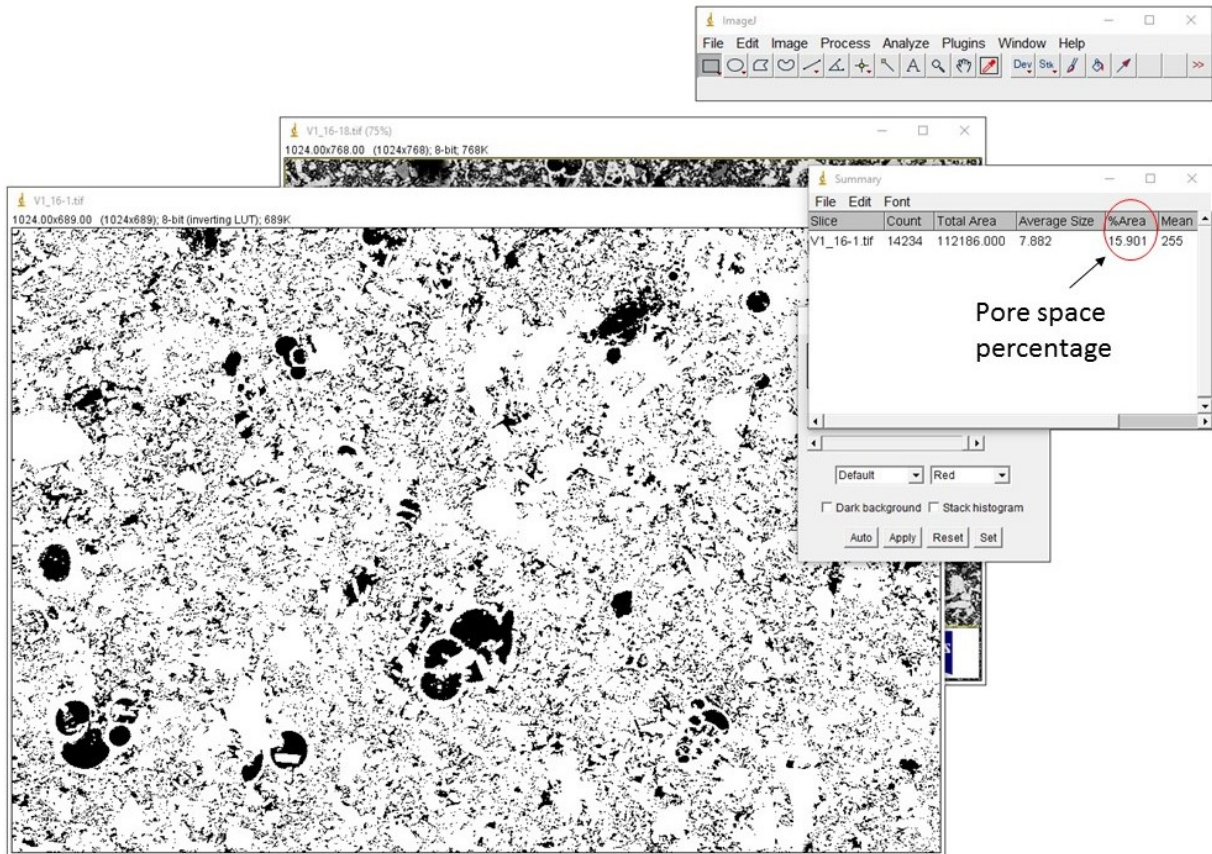 ImageJ
File Edit Image Process Analyze Plugins Window Help
Dev Stk >>
V1_16-18.tif (75%)
1024.00x768.00 (1024x768); 8-bit; 768K
V1_16-1.tif
1024.00x689.00 (1024x689); 8-bit (inverting LUT); 689K
Summary
File Edit Font
Slice Count Total Area Average Size %Area Mean
V1_16-1.tif 14234 112186.000 7.882 15.901 255
Pore space
percentage
Default Red
Dark background Stack histogram
Auto Apply Reset Set